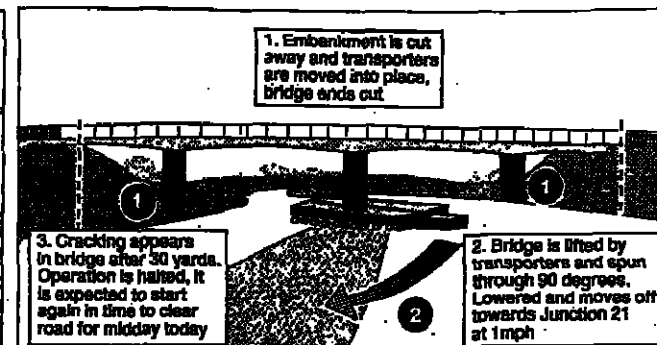 1. Embankment is cut
away and transporters
are moved into place,
bridge ends cut
1
1
3. Cracking appears
in bridge after 30 yards.
Operation is halted, it
is expected to start
again in time to clear
road for midday today
2. Bridge is lifted by
transporters and spun
through 90 degrees.
Lowered and moves off
towards Junction 21
at 1mph
2